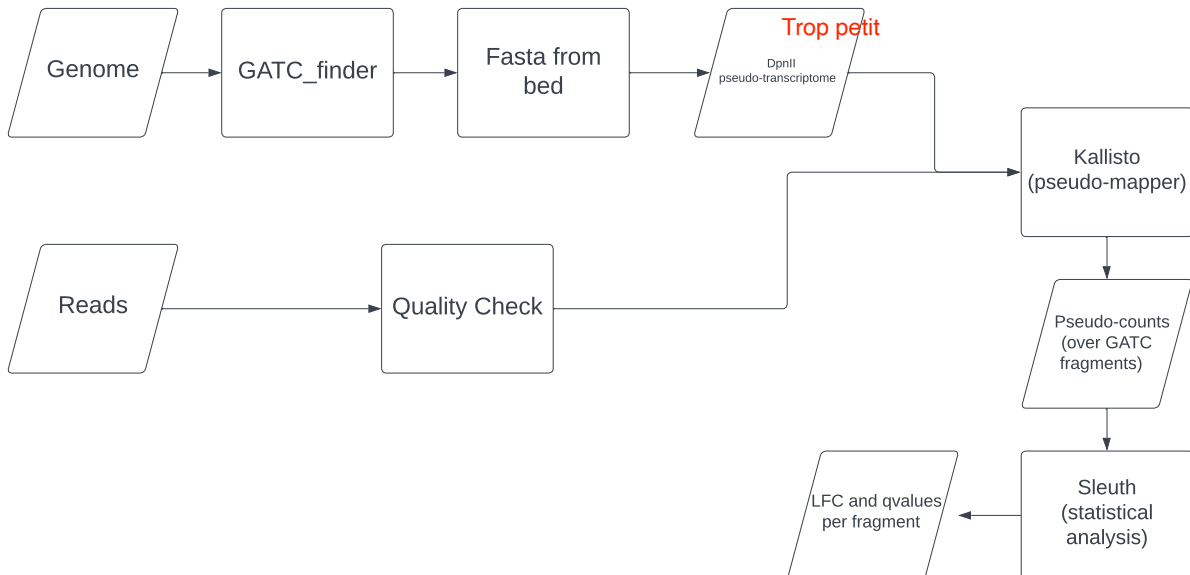 Trop petit
Genome
GATC_finder
Fasta from
bed
DpnII
pseudo-transcriptome
Kallisto
(pseudo-mapper)
Reads
Quality Check
Pseudo-counts
(over GATC
fragments)
LFC and qvalues
per fragment
Sleuth
(statistical
analysis)